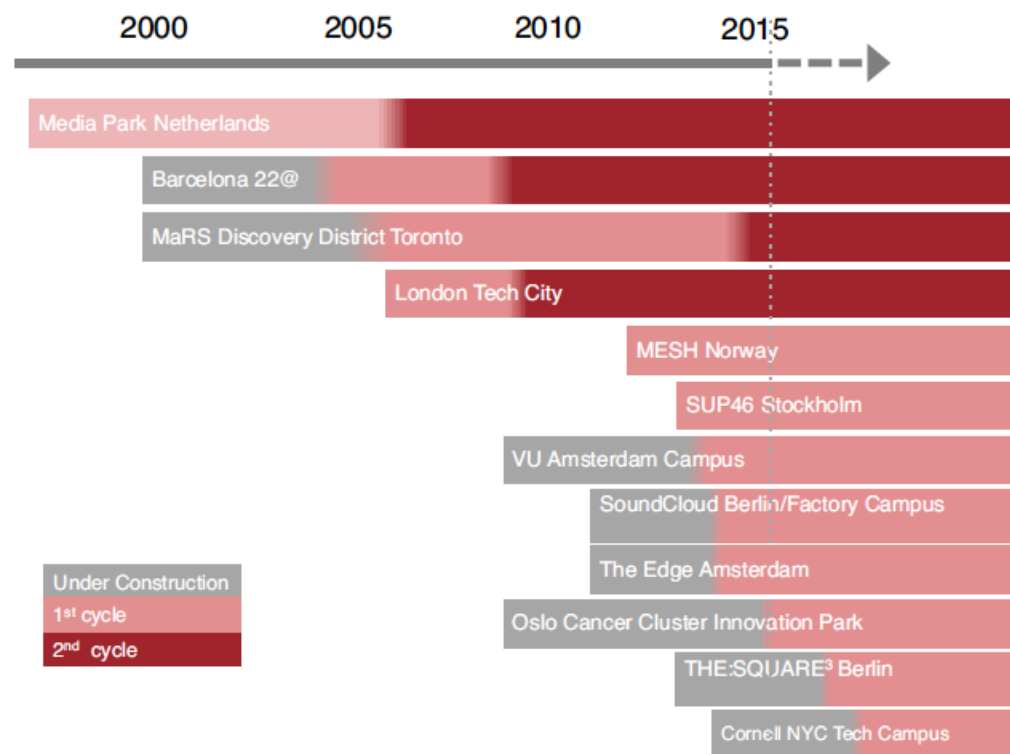 2000 2005 2010 2015
Media Park Netherlands
Barcelona 22@
MaRS Discovery District Toronto
London Tech City
MESH Norway
SUP46 Stockholm
VU Amsterdam Campus
SoundCloud Berlin/Factory Campus
The Edge Amsterdam
Oslo Cancer Cluster Innovation Park
THE:SQUARE³ Berlin
Cornell NYC Tech Campus
Under Construction
1st cycle
2nd cycle